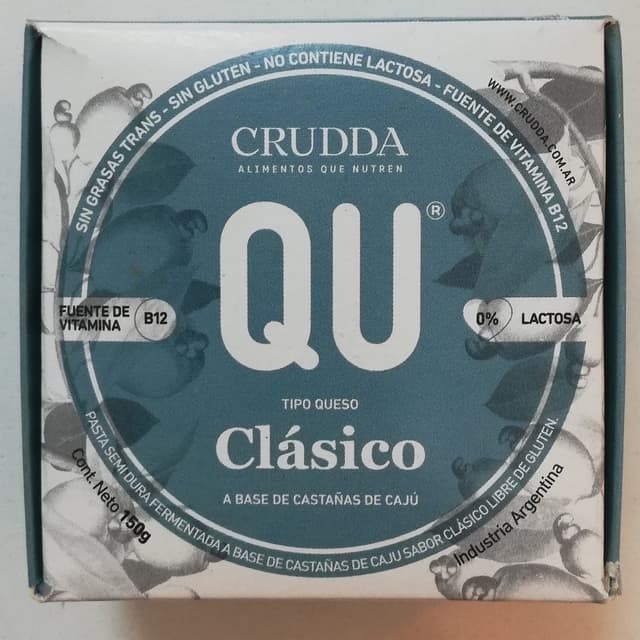 SIN GRASAS TRANS - SIN GLUTEN - NO CONTIENE LACTOSA - FUENTE DE VITAMINA B12
WWW.CRUDDA.COM.AR
CRUDDA
ALIMENTOS QUE NUTREN
QU®
FUENTE DE
VITAMINA B12
0% LACTOSA
TIPO QUESO
Clásico
A BASE DE CASTAÑAS DE CAJÚ
PASTA SEMI DURA FERMENTADA A BASE DE CASTAÑAS DE CAJU SABOR CLÁSICO LIBRE DE GLUTEN.
Cont. Neto 150g
Industria Argentina